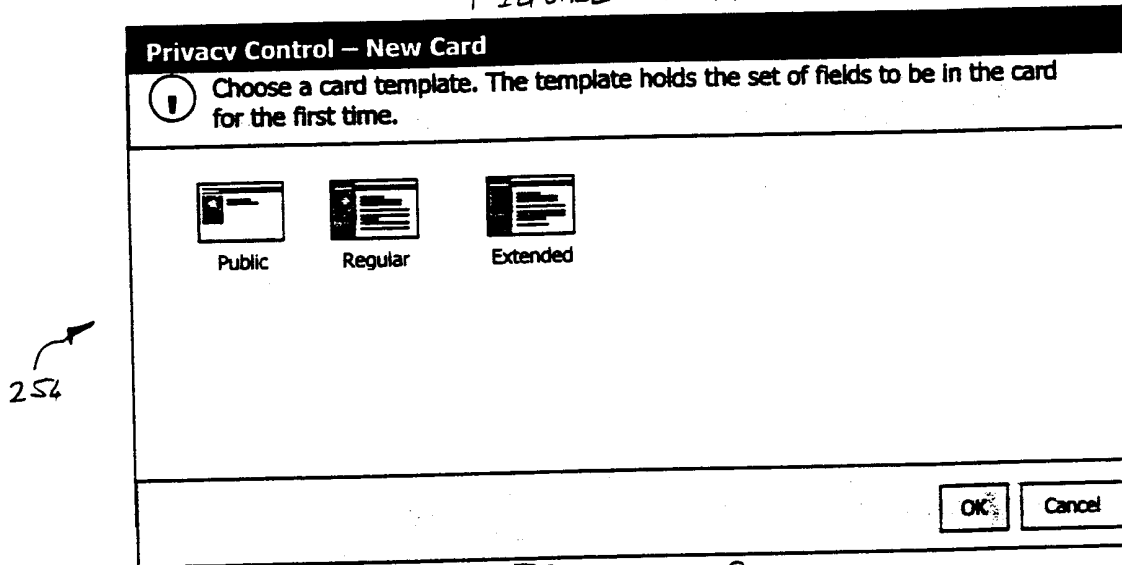 Privacy Control – New Card
Choose a card template. The template holds the set of fields to be in the card
for the first time.
Public
Regular
Extended
254
OK
Cancel